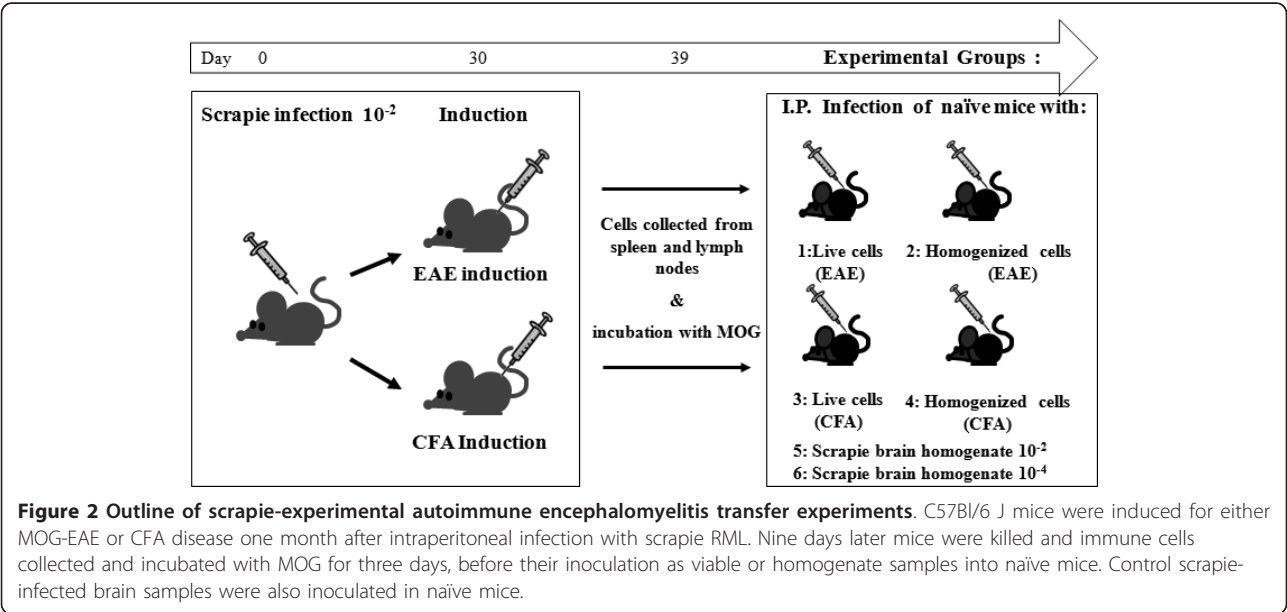 Day 0 30 39 Experimental Groups :
Scrapie infection 10-2 Induction
EAE induction
CFA Induction
Cells collected from
spleen and lymph
nodes
&
incubation with MOG
I.P. Infection of naïve mice with:
1:Live cells
(EAE)
2: Homogenized cells
(EAE)
3: Live cells
(CFA)
4: Homogenized cells
(CFA)
5: Scrapie brain homogenate 10-2
6: Scrapie brain homogenate 10-4
Figure 2 Outline of scrapie-experimental autoimmune encephalomyelitis transfer experiments. C57Bl/6 J mice were induced for either
MOG-EAE or CFA disease one month after intraperitoneal infection with scrapie RML. Nine days later mice were killed and immune cells
collected and incubated with MOG for three days, before their inoculation as viable or homogenate samples into naïve mice. Control scrapie-
infected brain samples were also inoculated in naïve mice.